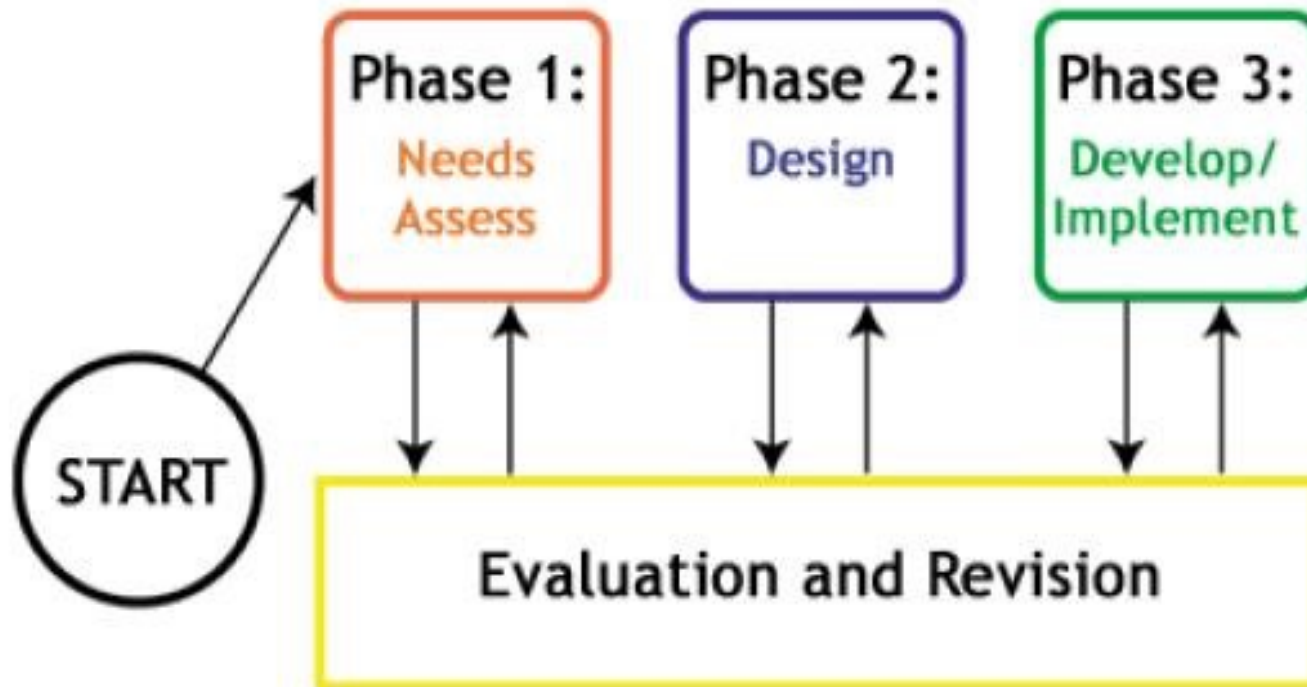 Phase 1:
Needs
Assess
Phase 2:
Design
Phase 3:
Develop/
Implement
START
Evaluation and Revision